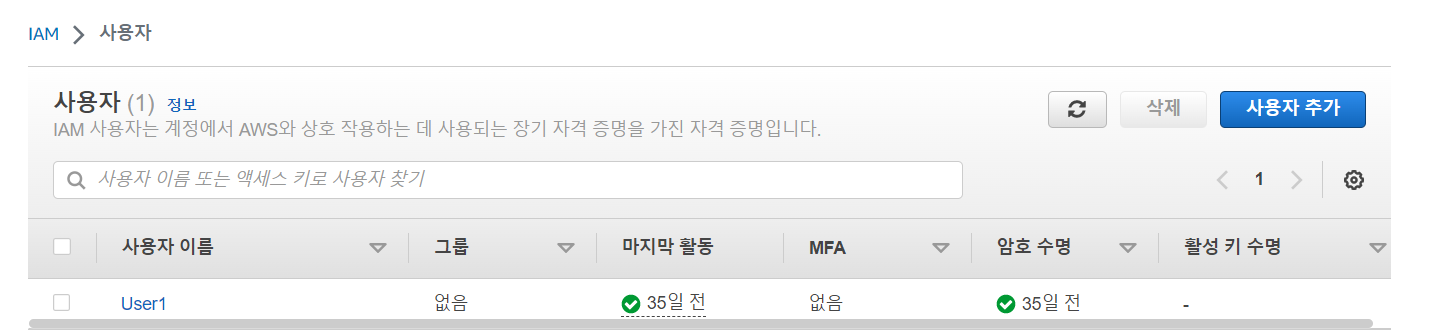 IAM 사용자
사용자 (1) 정보
삭제 사용자 추가
IAM 사용자는 계정에서 AWS와 상호 작용하는 데 사용되는 장기 자격 증명을 가진 자격 증명입니다.
사용자 이름 또는 액세스 키로 사용자 찾기
1
사용자 이름 그룹 마지막 활동 MFA 암호 수명 활성 키 수명
User1 없음 35일 전 없음 35일 전 -